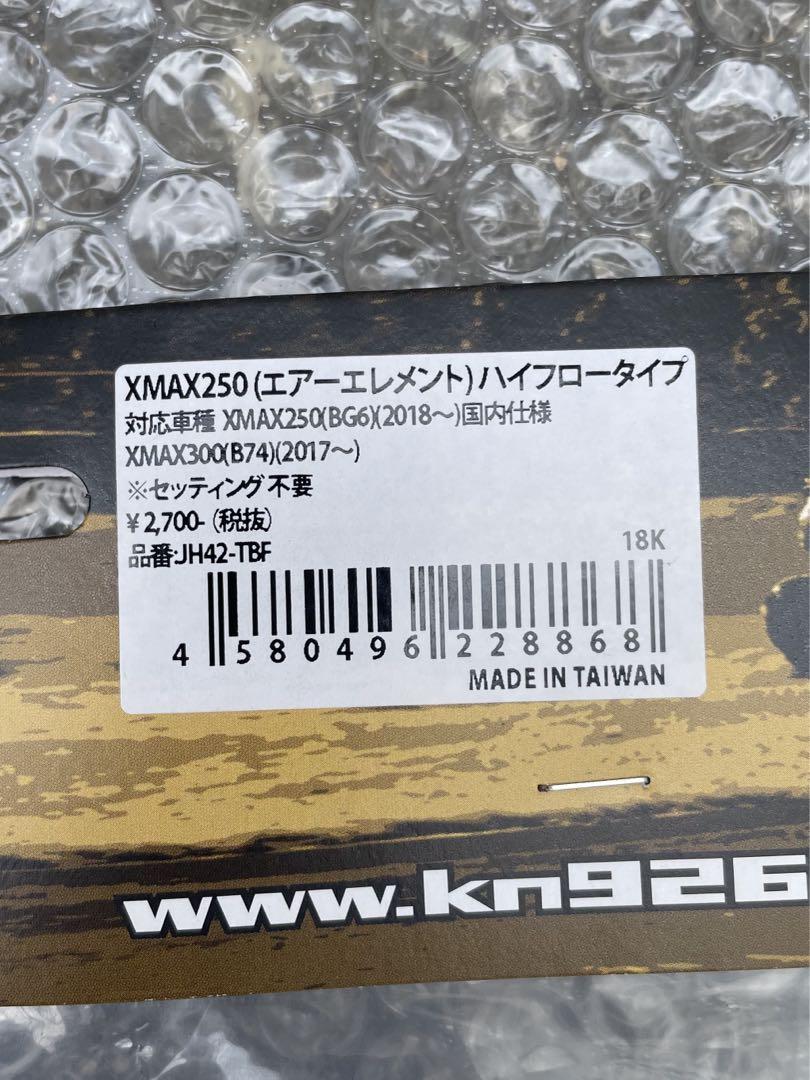 XMAX250 (エアーエレメント) ハイフロータイプ
対応車種 XMAX250(BG6)(2018～)国内仕様
XMAX300(B74)(2017～)
※セッティング不要
¥2,700-（税抜）
品番:JH42-TBF
18K
4 580496 228868
MADE IN TAIWAN
www.kn926